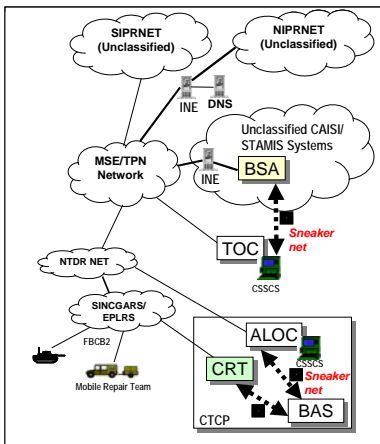 SIPRNET
(Unclassified)
NIPRNET
(Unclassified)
INE
DNS
Unclassified CAISI/
STAMIS Systems
MSE/TPN
Network
INE
BSA
Sneaker
net
TOC
CSSCS
NTDR NET
SINCGARS/
EPLRS
FBCB2
Mobile Repair Team
ALOC
CSSCS
CRT
Sneaker
net
BAS
CTCP